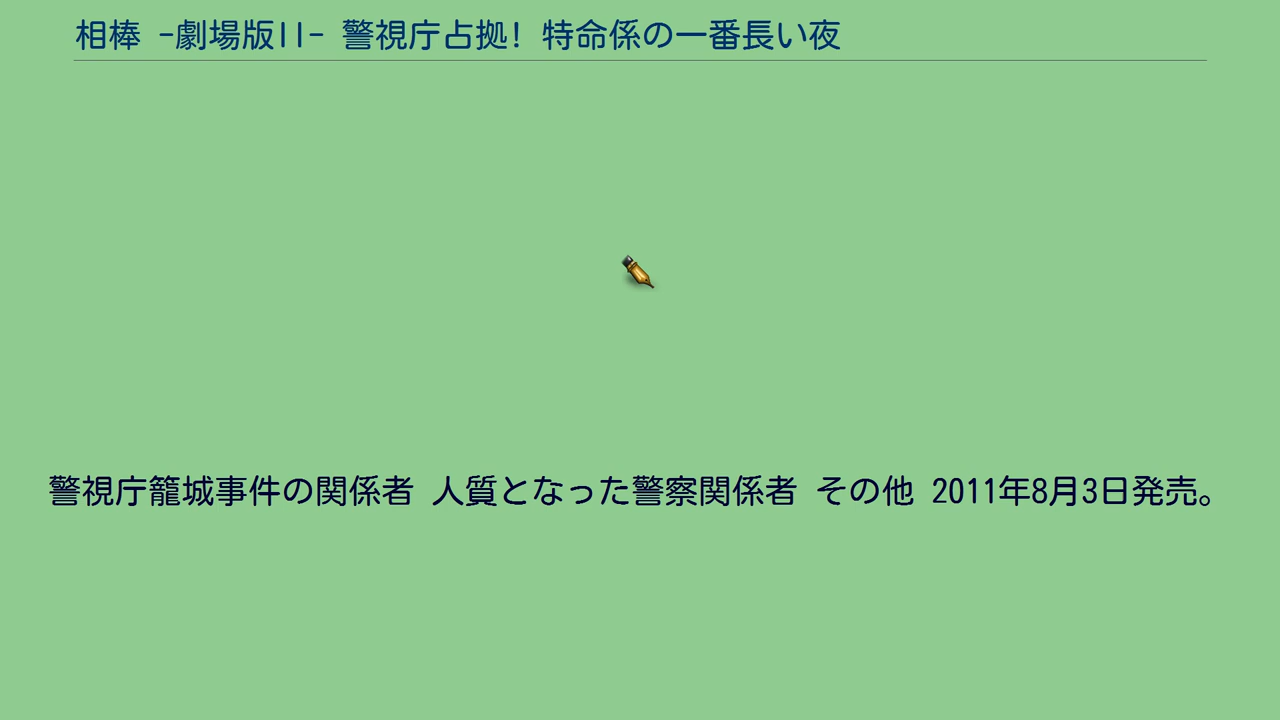 相棒 -劇場版II- 警視庁占拠! 特命係の一番長い夜
警視庁籠城事件の関係者 人質となった警察関係者 その他 2011年8月3日発売。